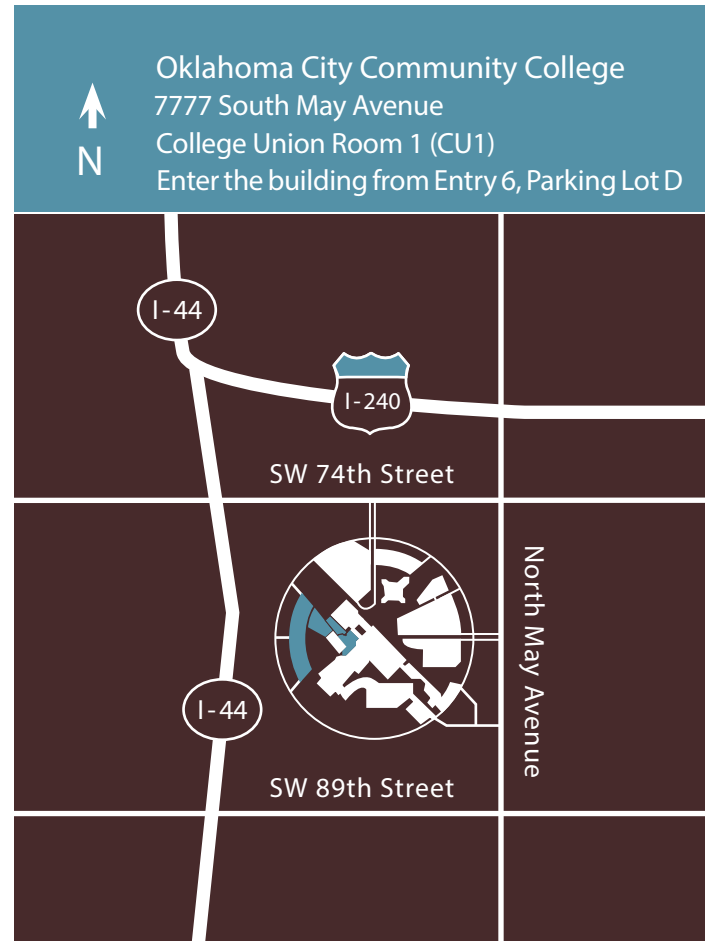 Oklahoma City Community College
7777 South May Avenue
College Union Room 1 (CU1)
Enter the building from Entry 6, Parking Lot D
N
I-44
I-240
SW 74th Street
North May Avenue
I-44
SW 89th Street